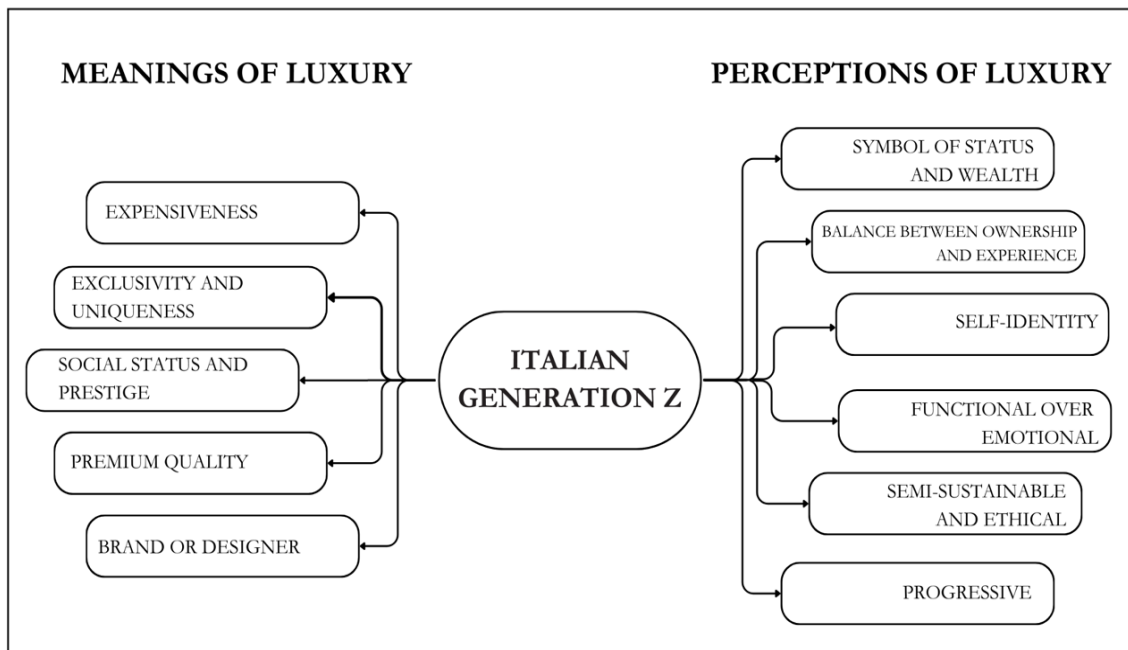 MEANINGS OF LUXURY
EXPENSIVENESS
EXCLUSIVITY AND
UNIQUENESS
SOCIAL STATUS AND
PRESTIGE
PREMIUM QUALITY
BRAND OR DESIGNER
ITALIAN
GENERATION Z
PERCEPTIONS OF LUXURY
SYMBOL OF STATUS
AND WEALTH
BALANCE BETWEEN OWNERSHIP
AND EXPERIENCE
SELF-IDENTITY
FUNCTIONAL OVER
EMOTIONAL
SEMI-SUSTAINABLE
AND ETHICAL
PROGRESSIVE